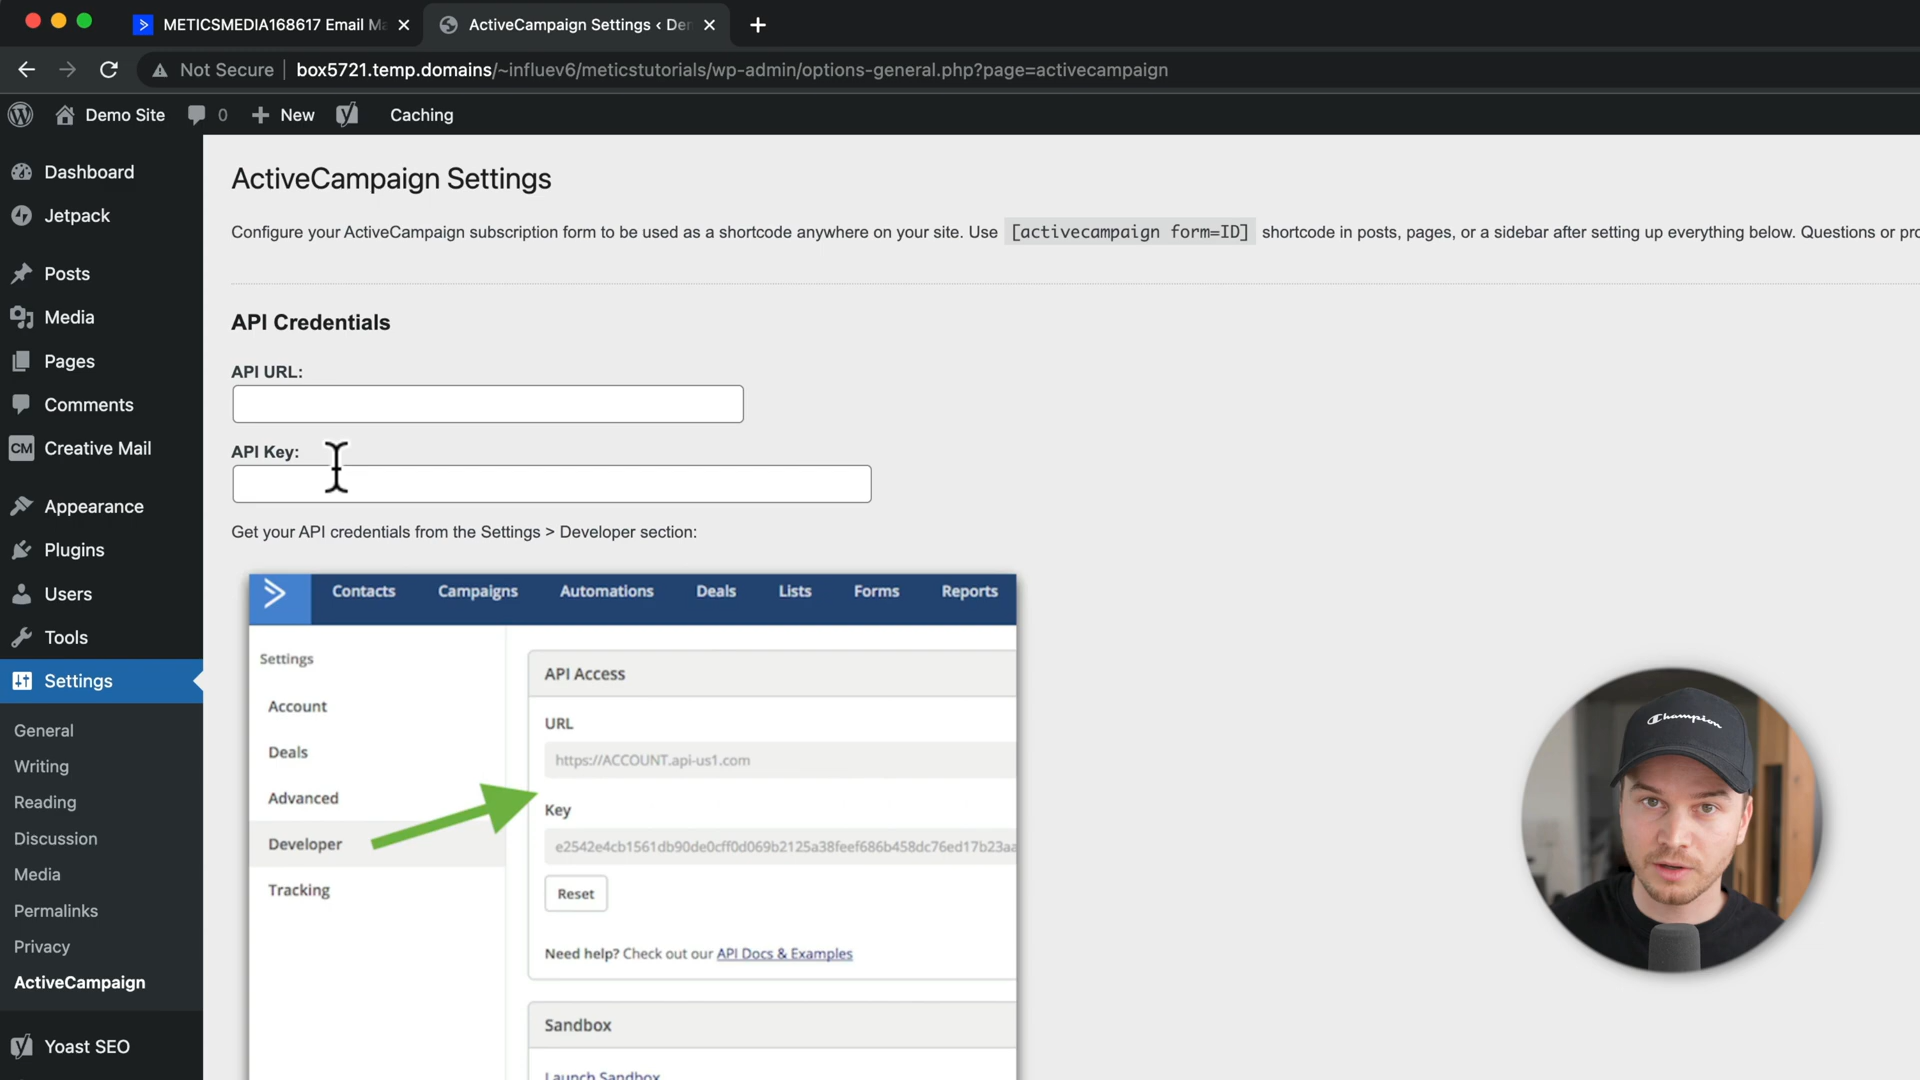 METICSMEDIA168617 Email Ma
ActiveCampaign Settings ‹ Der
Not Secure
box5721.temp.domains/~influev6/meticstutorials/wp-admin/options-general.php?page=activecampaign
Demo Site
0
New
Caching
Dashboard
Jetpack
Posts
Media
Pages
Comments
CM Creative Mail
Appearance
Plugins
Users
Tools
Settings
General
Writing
Reading
Discussion
Media
Permalinks
Privacy
ActiveCampaign
Yoast SEO
ActiveCampaign Settings
Configure your ActiveCampaign subscription form to be used as a shortcode anywhere on your site. Use [activecampaign form=ID] shortcode in posts, pages, or a sidebar after setting up everything below. Questions or pro
API Credentials
API URL:
API Key:
Get your API credentials from the Settings > Developer section:
Contacts Campaigns Automations Deals Lists Forms Reports
Settings
Account
Deals
Advanced
Developer
Tracking
API Access
URL
https://ACCOUNT.api-us1.com
Key
e2542e4cb1561db90de0cff0d069b2125a38feef686b458dc76ed17b23aa
Reset
Need help? Check out our API Docs & Examples
Sandbox
Launch Sandbox
Champion